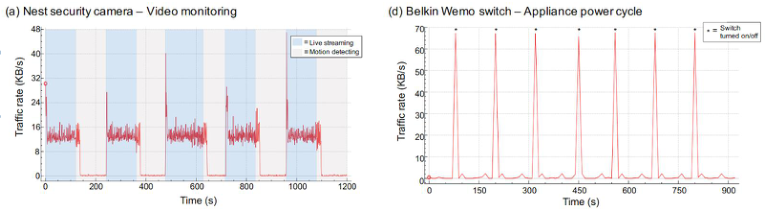 (a) Nest security camera – Video monitoring
48
40
32
24
16
8
0
Traffic rate (KB/s)
Live streaming
Motion detecting
0 200 400 600 800 1000 1200
Time (s)
(d) Belkin Wemo switch – Appliance power cycle
70
60
50
40
30
20
10
0
Traffic rate (KB/s)
Switch
turned on/off
0 150 300 450 600 750 900
Time (s)